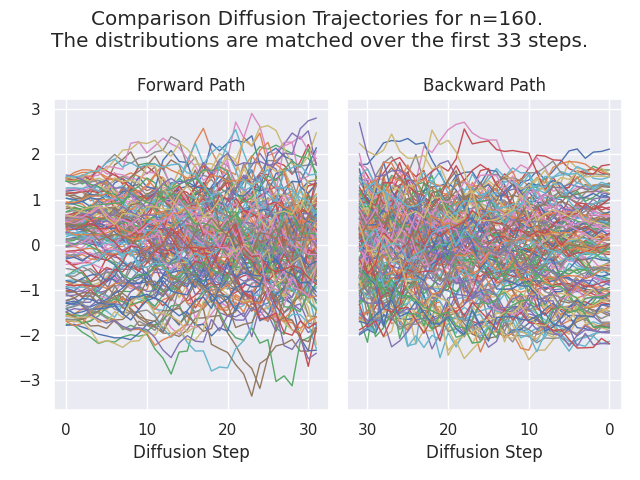 Comparison Diffusion Trajectories for n=160.
The distributions are matched over the first 33 steps.
Forward Path
Backward Path
3
2
1
0
−1
−2
−3
0 10 20 30
30 20 10 0
Diffusion Step
Diffusion Step